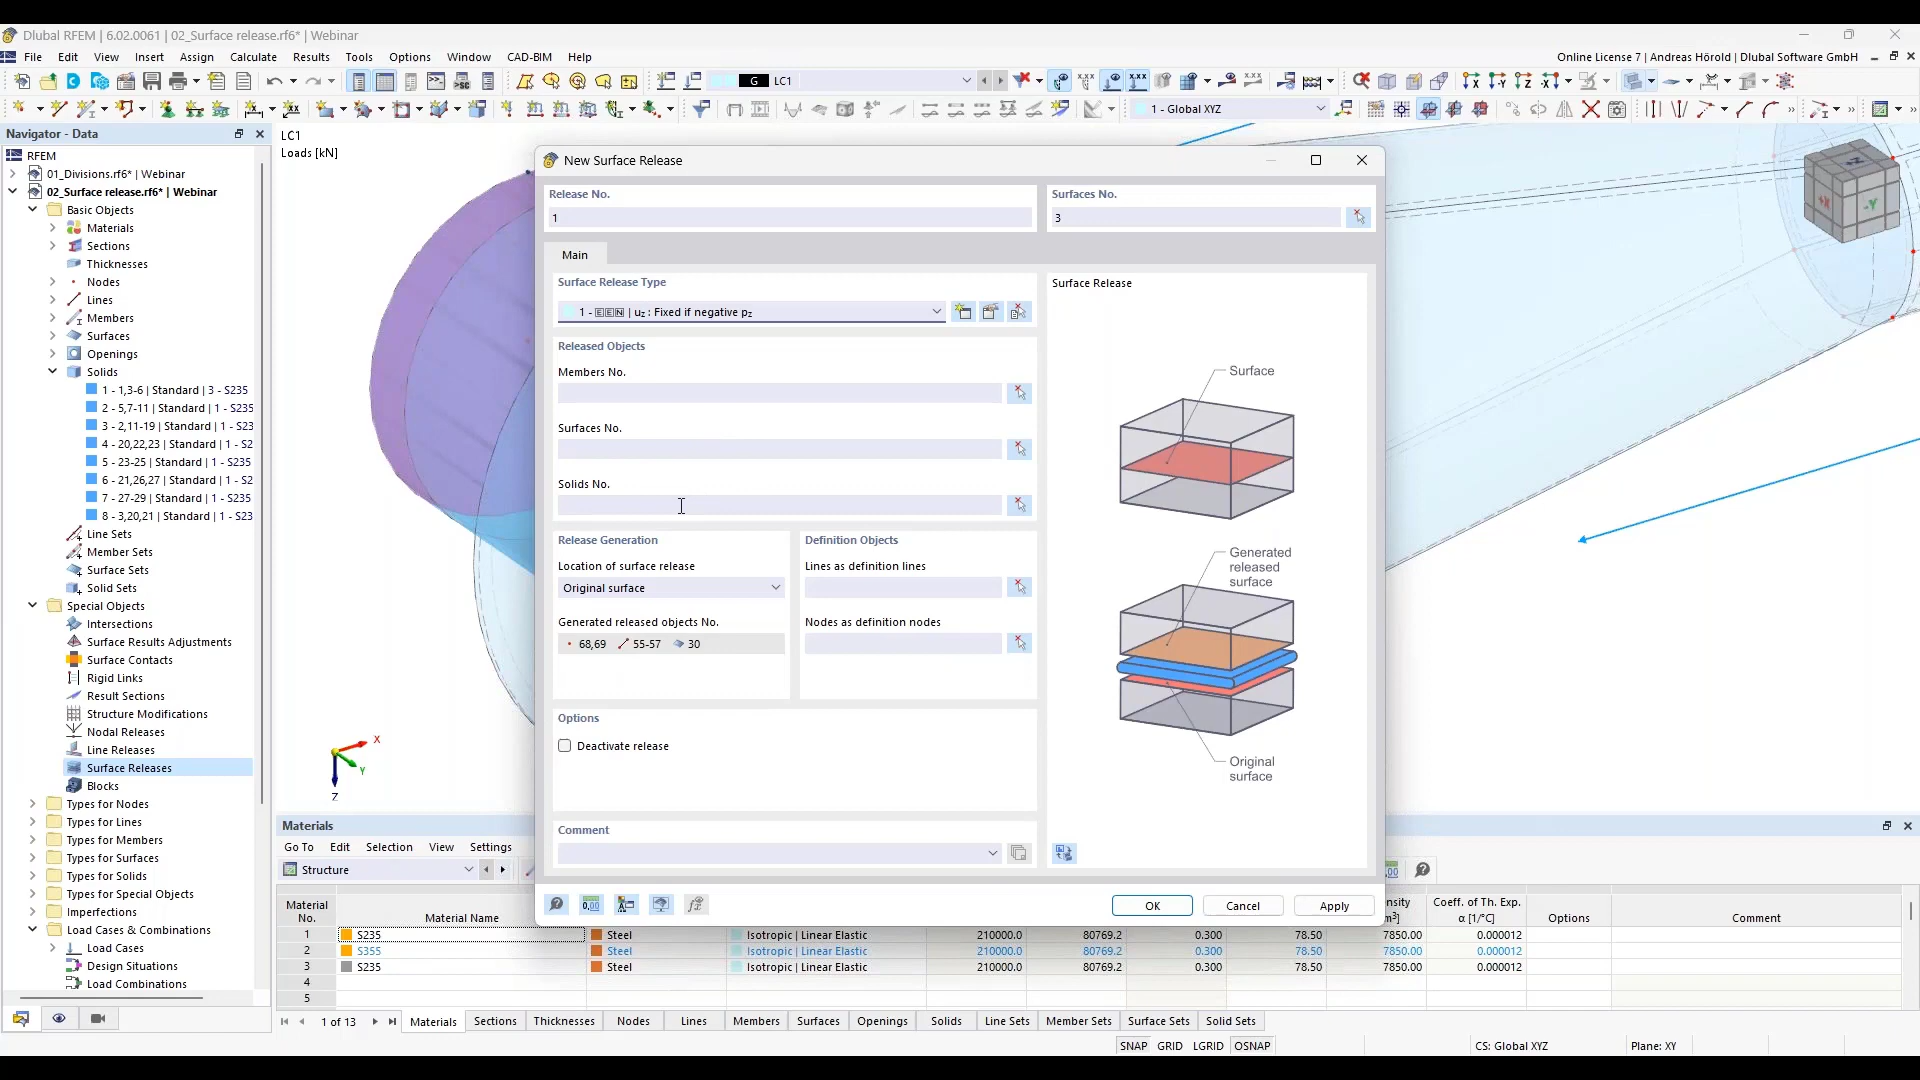 Dlubal RFEM | 6.02.0061 | 02_Surface release.rf6* | Webinar
File Edit View Insert Assign Calculate Results Tools Options Window CAD-BIM Help
Online License 7 | Andreas Hörold | Dlubal Software GmbH
G LC1
1 - Global XYZ
Navigator - Data
RFEM
01_Divisions.rf6* | Webinar
02_Surface release.rf6* | Webinar
Basic Objects
Materials
Sections
Thicknesses
Nodes
Lines
Members
Surfaces
Openings
Solids
1 - 1,3-6 | Standard | 3 - S235
2 - 5,7-11 | Standard | 1 - S235
3 - 2,11-19 | Standard | 1 - S235
4 - 20,22,23 | Standard | 1 - S2
5 - 23-25 | Standard | 1 - S235
6 - 21,26,27 | Standard | 1 - S2
7 - 27-29 | Standard | 1 - S235
8 - 3,20,21 | Standard | 1 - S23
Line Sets
Member Sets
Surface Sets
Solid Sets
Special Objects
Intersections
Surface Results Adjustments
Surface Contacts
Rigid Links
Result Sections
Structure Modifications
Nodal Releases
Line Releases
Surface Releases
Blocks
Types for Nodes
Types for Lines
Types for Members
Types for Surfaces
Types for Solids
Types for Special Objects
Imperfections
Load Cases & Combinations
Load Cases
Design Situations
Load Combinations
LC1
Loads [kN]
X
Y
Z
+X
-Y
-Z
New Surface Release
Release No.
1
Surfaces No.
3
Main
Surface Release Type
1 - EEN | uz : Fixed if negative pz
Released Objects
Members No.
Surfaces No.
Solids No.
Release Generation
Location of surface release
Original surface
Generated released objects No.
68,69 55-57 30
Definition Objects
Lines as definition lines
Nodes as definition nodes
Options
Deactivate release
Comment
Surface Release
Surface
Generated
released
surface
Original
surface
OK Cancel Apply
Materials
Go To Edit Selection View Settings
Structure
Material
No.
Material Name
Coeff. of Th. Exp.
α [1/°C]
Options
Comment
1 S235 Steel Isotropic | Linear Elastic 210000.0 80769.2 0.300 78.50 7850.00 0.000012
2 S355 Steel Isotropic | Linear Elastic 210000.0 80769.2 0.300 78.50 7850.00 0.000012
3 S235 Steel Isotropic | Linear Elastic 210000.0 80769.2 0.300 78.50 7850.00 0.000012
4
5
1 of 13
Materials Sections Thicknesses Nodes Lines Members Surfaces Openings Solids Line Sets Member Sets Surface Sets Solid Sets
SNAP GRID LGRID OSNAP
CS: Global XYZ
Plane: XY